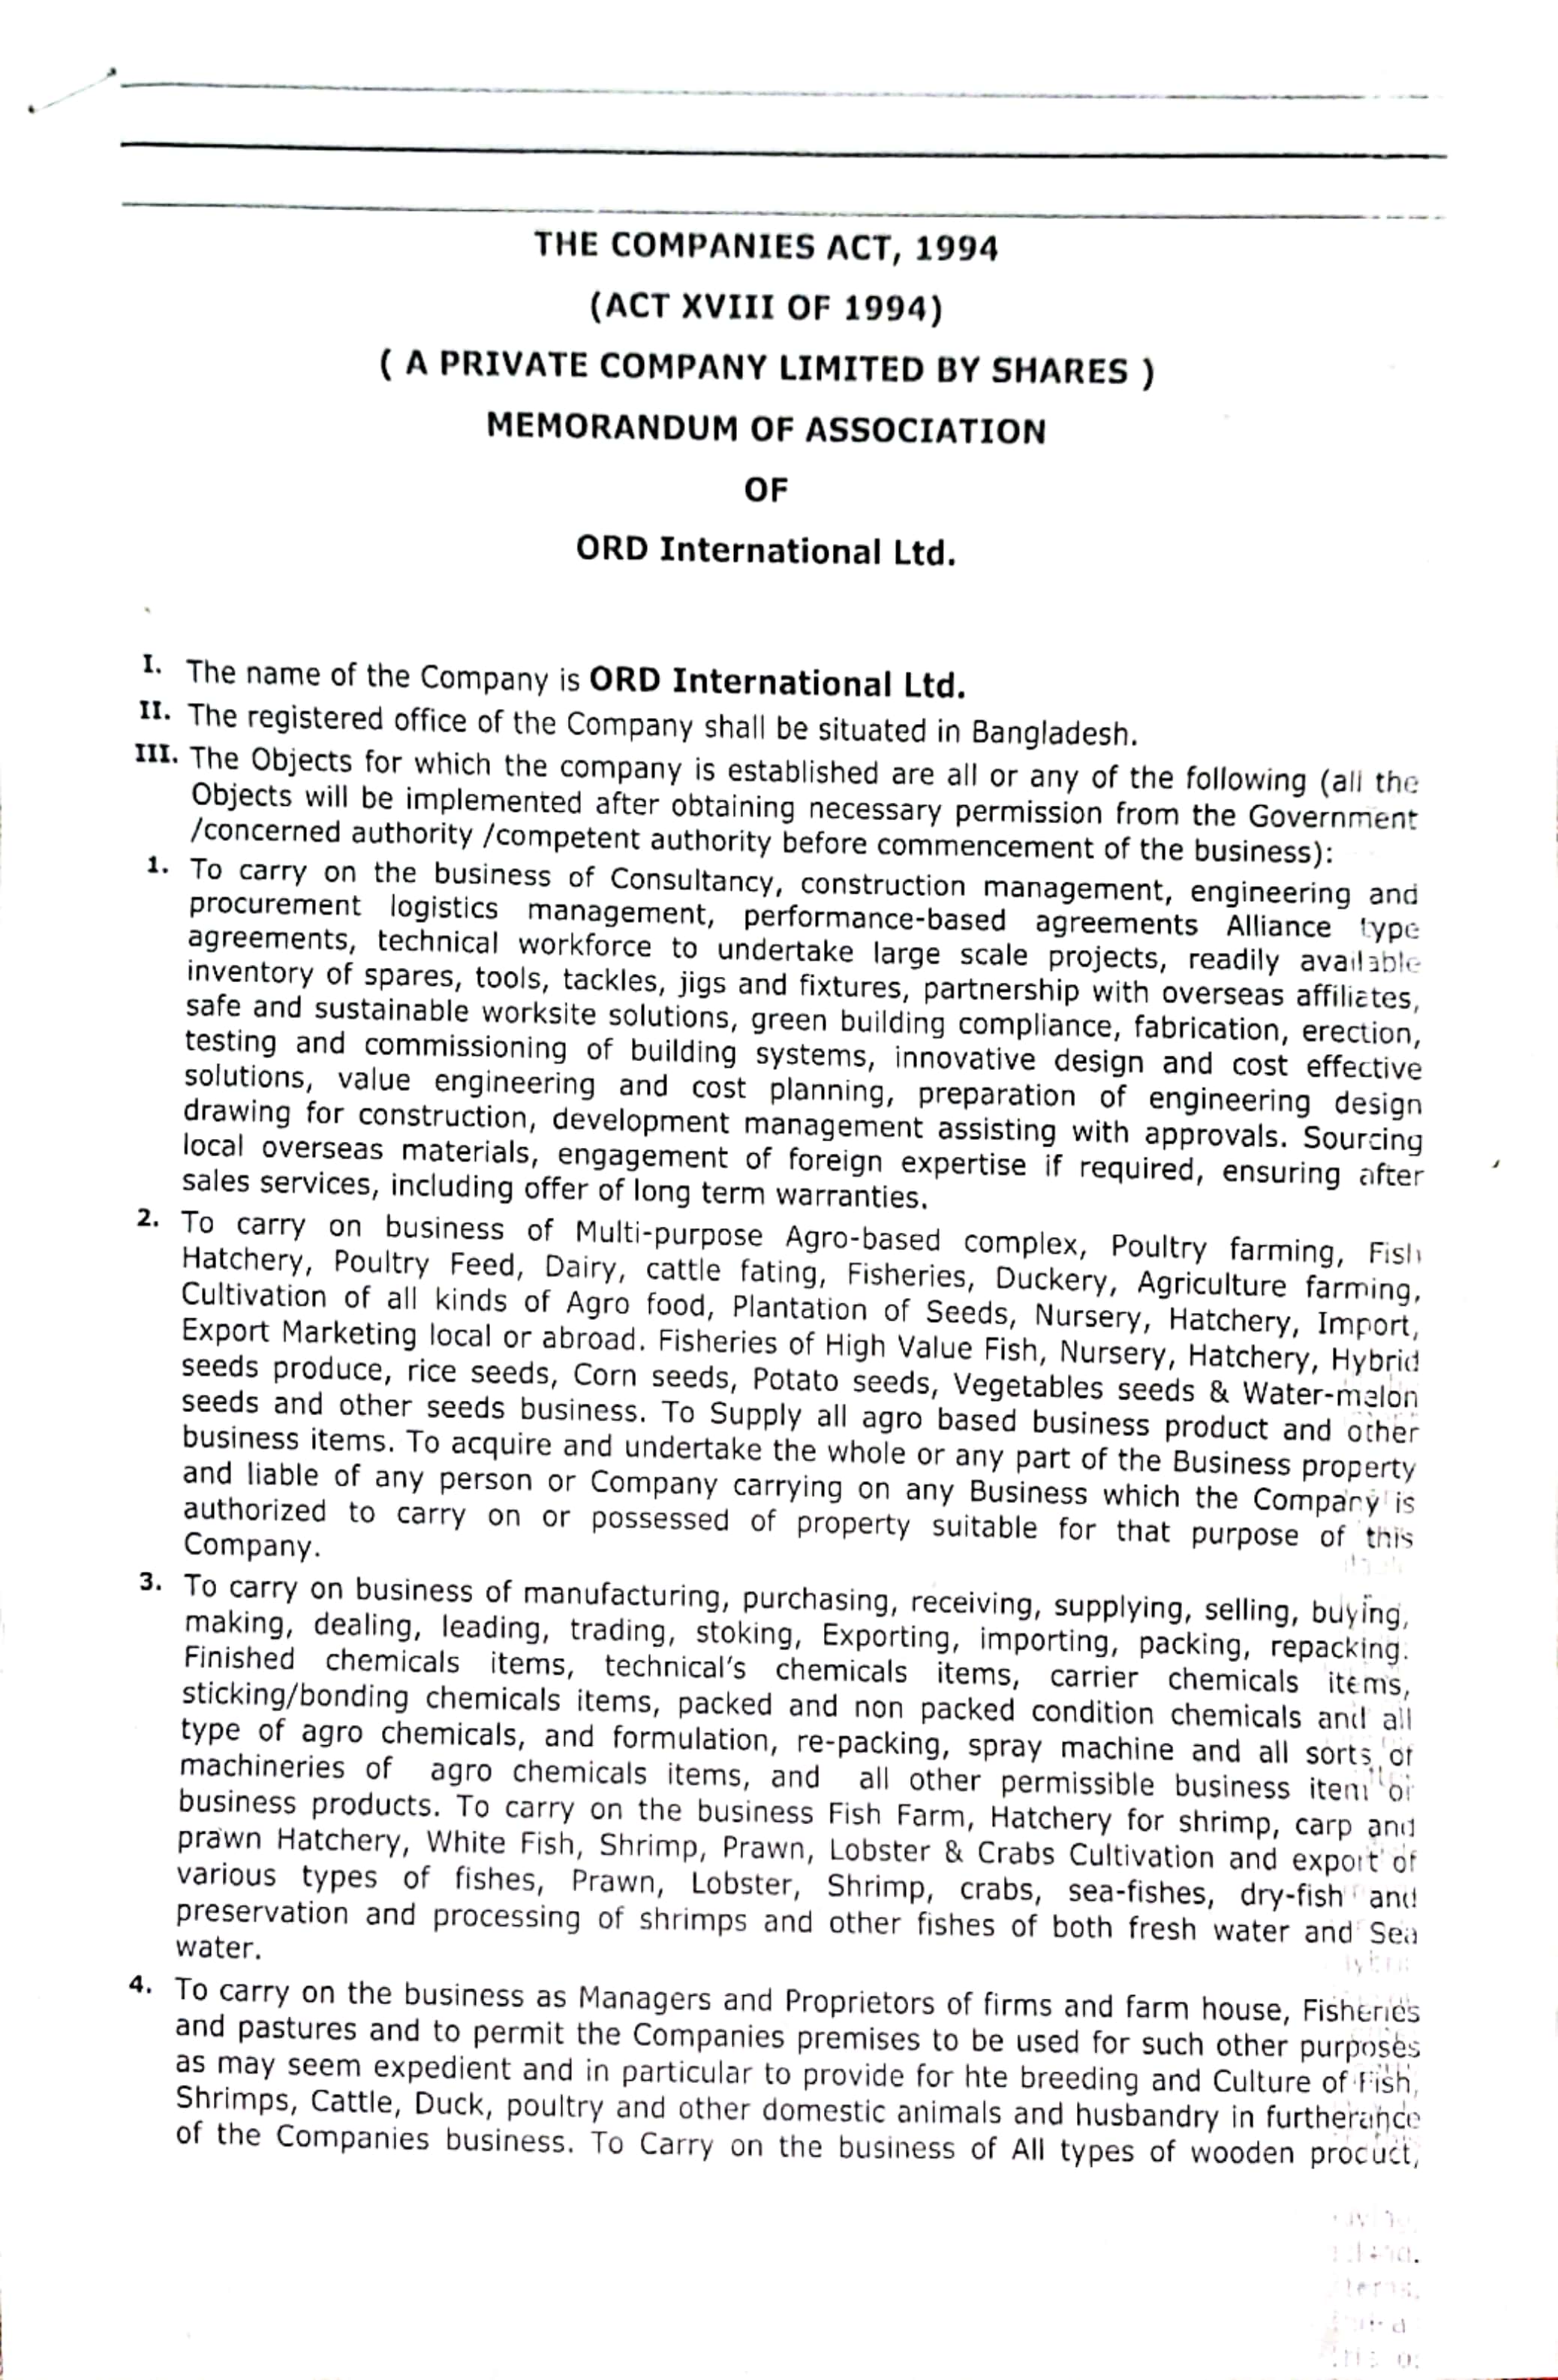 THE COMPANIES ACT, 1994
(ACT XVIII OF 1994)
( A PRIVATE COMPANY LIMITED BY SHARES )
MEMORANDUM OF ASSOCIATION
OF
ORD International Ltd.
I. The name of the Company is ORD International Ltd.
II. The registered office of the Company shall be situated in Bangladesh.
III. The Objects for which the company is established are all or any of the following (all the
Objects will be implemented after obtaining necessary permission from the Government
/concerned authority /competent authority before commencement of the business):
1. To carry on the business of Consultancy, construction management, engineering and
procurement logistics management, performance-based agreements Alliance type
agreements, technical workforce to undertake large scale projects, readily available
inventory of spares, tools, tackles, jigs and fixtures, partnership with overseas affiliates,
safe and sustainable worksite solutions, green building compliance, fabrication, erection,
testing and commissioning of building systems, innovative design and cost effective
solutions, value engineering and cost planning, preparation of engineering design
drawing for construction, development management assisting with approvals. Sourcing
local overseas materials, engagement of foreign expertise if required, ensuring after
sales services, including offer of long term warranties.
2. To carry on business of Multi-purpose Agro-based complex, Poultry farming, Fish
Hatchery, Poultry Feed, Dairy, cattle fating, Fisheries, Duckery, Agriculture farming,
Cultivation of all kinds of Agro food, Plantation of Seeds, Nursery, Hatchery, Import,
Export Marketing local or abroad. Fisheries of High Value Fish, Nursery, Hatchery, Hybrid
seeds produce, rice seeds, Corn seeds, Potato seeds, Vegetables seeds & Water-malon
seeds and other seeds business. To Supply all agro based business product and other
business items. To acquire and undertake the whole or any part of the Business property
and liable of any person or Company carrying on any Business which the Company is
authorized to carry on or possessed of property suitable for that purpose of this
Company.
3. To carry on business of manufacturing, purchasing, receiving, supplying, selling, buying,
making, dealing, leading, trading, stoking, Exporting, importing, packing, repacking.
Finished chemicals items, technical's chemicals items, carrier chemicals items,
sticking/bonding chemicals items, packed and non packed condition chemicals and all
type of agro chemicals, and formulation, re-packing, spray machine and all sorts of
machineries of agro chemicals items, and all other permissible business item or
business products. To carry on the business Fish Farm, Hatchery for shrimp, carp and
prawn Hatchery, White Fish, Shrimp, Prawn, Lobster & Crabs Cultivation and export of
various types of fishes, Prawn, Lobster, Shrimp, crabs, sea-fishes, dry-fish and
preservation and processing of shrimps and other fishes of both fresh water and Sea
water.
4. To carry on the business as Managers and Proprietors of firms and farm house, Fisheries
and pastures and to permit the Companies premises to be used for such other purposes
as may seem expedient and in particular to provide for hte breeding and Culture of Fish,
Shrimps, Cattle, Duck, poultry and other domestic animals and husbandry in furtherance
of the Companies business. To Carry on the business of All types of wooden product,